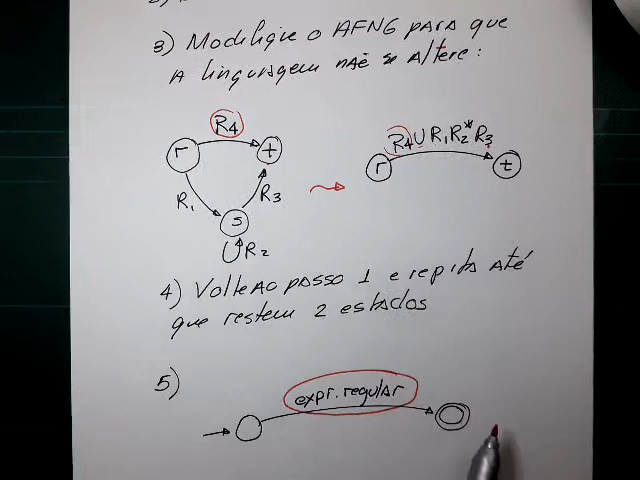 3) Modifique o AFNG para que
a linguagem não se altere:
R4
r
t
R1
R3
s
R2
R4 ∪ R1R2*R3
r
t
4) Volte ao passo 1 e repita até
que restem 2 estados
5)
expr. regular